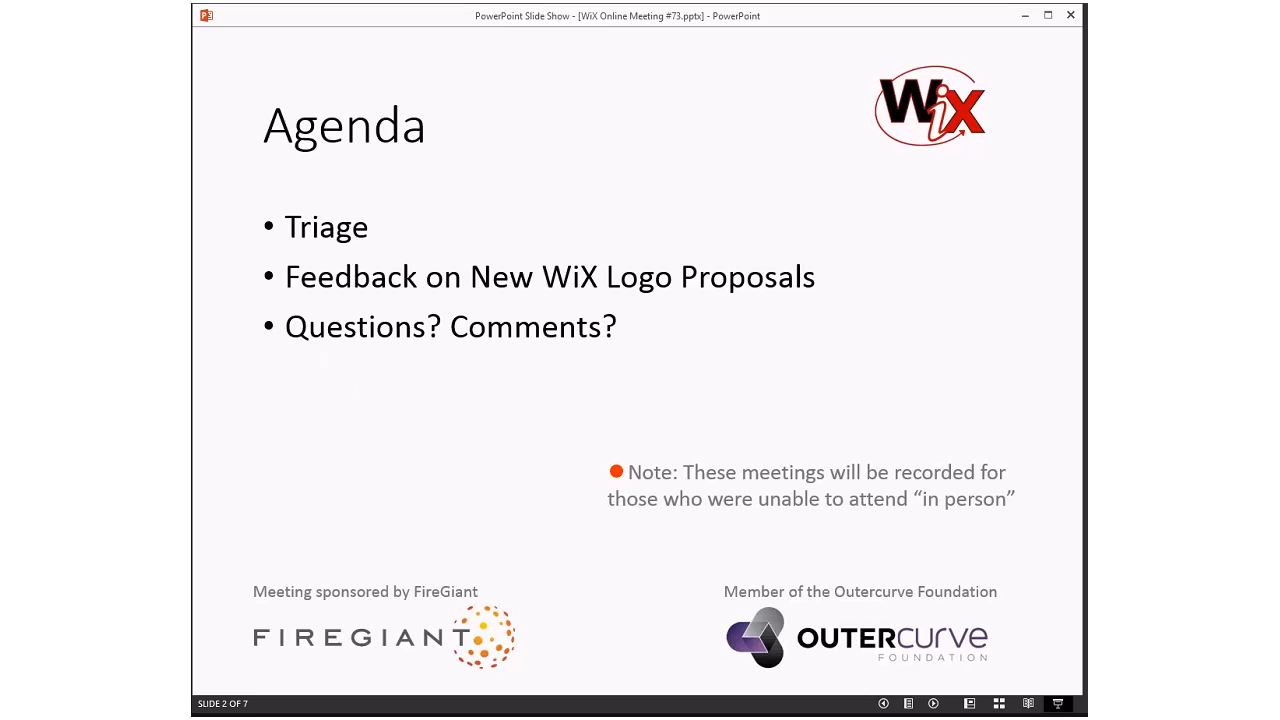 PowerPoint Slide Show - [WiX Online Meeting #73.pptx] - PowerPoint
WiX
Agenda
• Triage
• Feedback on New WiX Logo Proposals
• Questions? Comments?
Note: These meetings will be recorded for
those who were unable to attend “in person”
Meeting sponsored by FireGiant
FIREGIANT
Member of the Outercurve Foundation
OUTERCURVE
FOUNDATION
SLIDE 2 OF 7